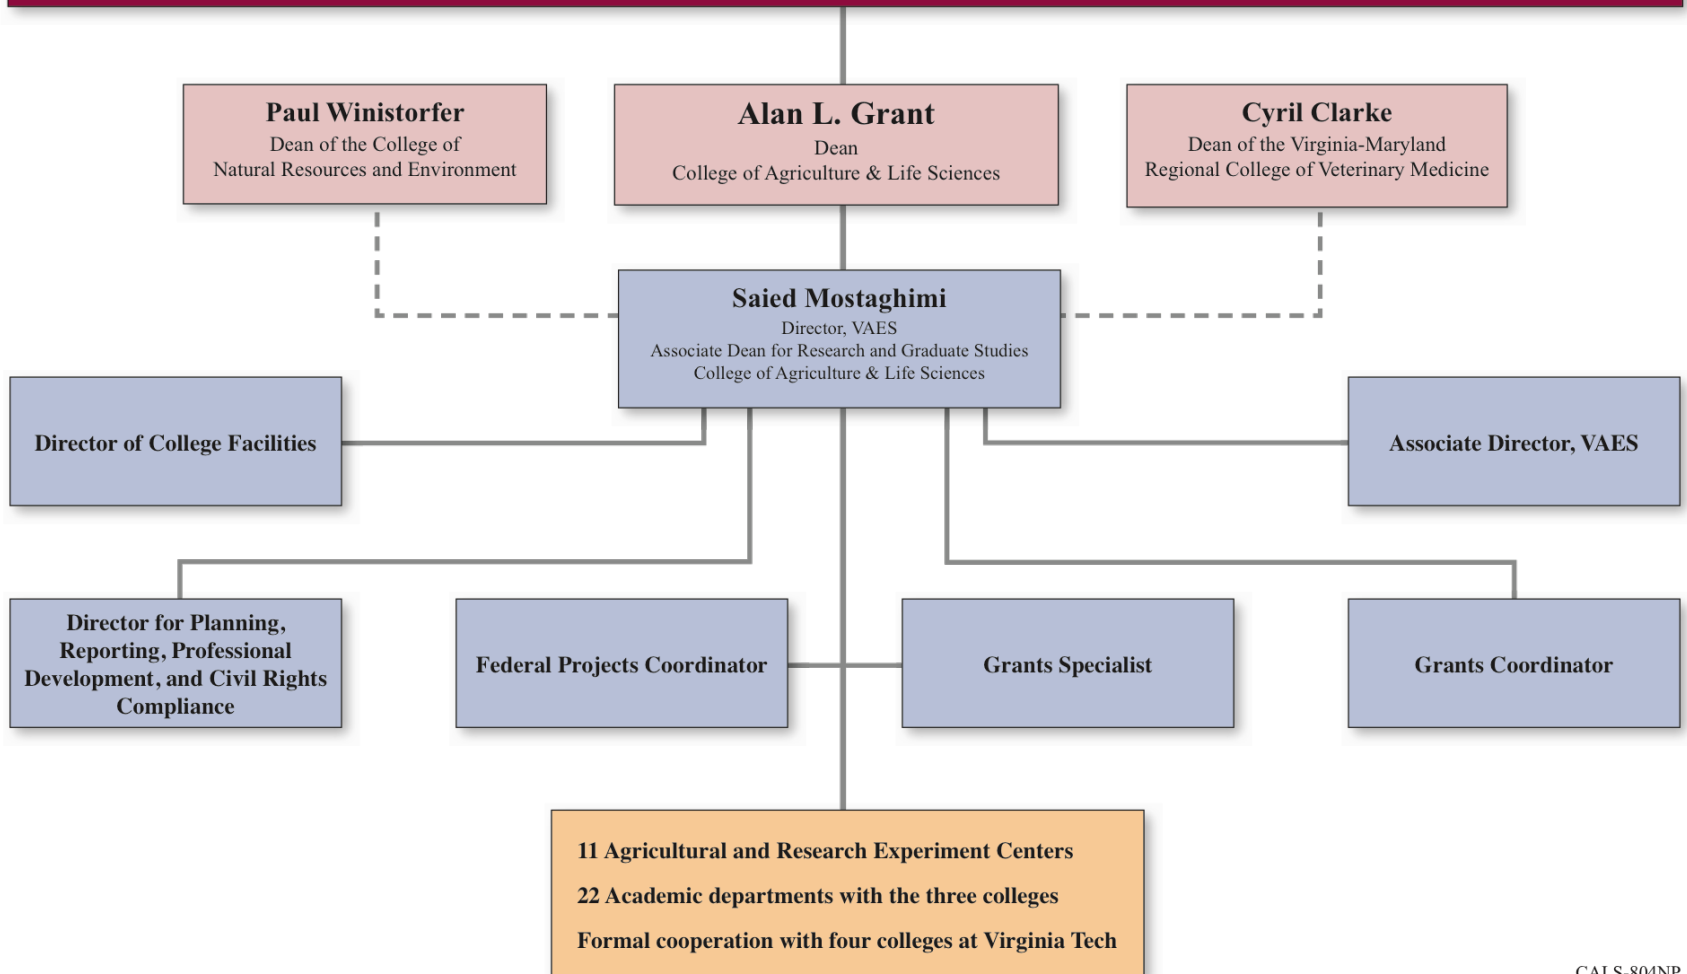 Paul Winistorfer
Dean of the College of
Natural Resources and Environment
Alan L. Grant
Dean
College of Agriculture & Life Sciences
Cyril Clarke
Dean of the Virginia-Maryland
Regional College of Veterinary Medicine
Saied Mostaghimi
Director, VAES
Associate Dean for Research and Graduate Studies
College of Agriculture & Life Sciences
Director of College Facilities
Associate Director, VAES
Director for Planning,
Reporting, Professional
Development, and Civil Rights
Compliance
Federal Projects Coordinator
Grants Specialist
Grants Coordinator
11 Agricultural and Research Experiment Centers
22 Academic departments with the three colleges
Formal cooperation with four colleges at Virginia Tech
CALS-804NP